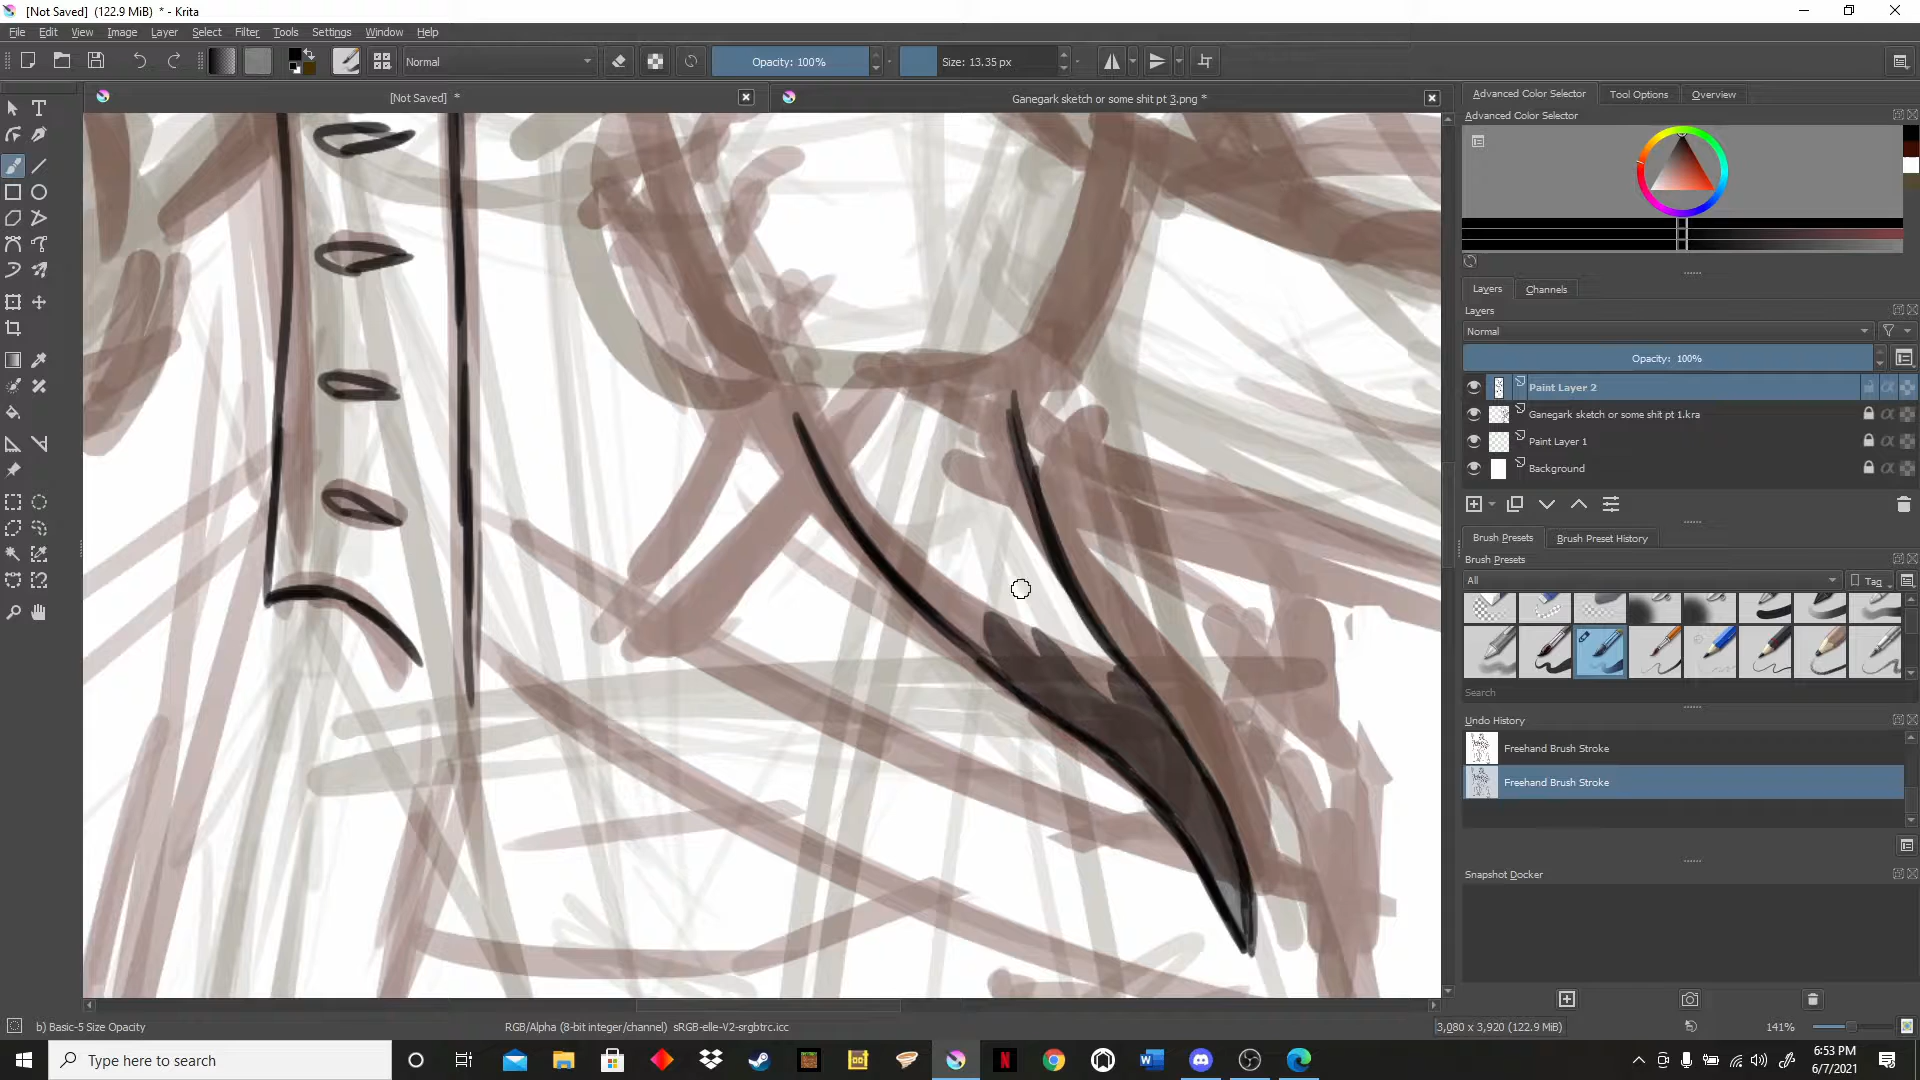 [Not Saved]  (122.9 MiB)  * - Krita
File Edit View Image Layer Select Filter Tools Settings Window Help
Normal
Opacity: 100%
Size: 13.35 px
[Not Saved]  *
Ganegark sketch or some shit pt 3.png *
Advanced Color Selector
Tool Options
Overview
Advanced Color Selector
Layers
Channels
Layers
Normal
Opacity:  100%
Paint Layer 2
Ganegark sketch or some shit pt 1.kra
Paint Layer 1
Background
Brush Presets
Brush Preset History
Brush Presets
All
Tag
Search
Undo History
Freehand Brush Stroke
Freehand Brush Stroke
Snapshot Docker
b) Basic-5 Size Opacity
RGB/Alpha (8-bit integer/channel)  sRGB-elle-V2-srgbtrc.icc
3,080 x 3,920 (122.9 MiB)
141%
Type here to search
6:53 PM
6/7/2021